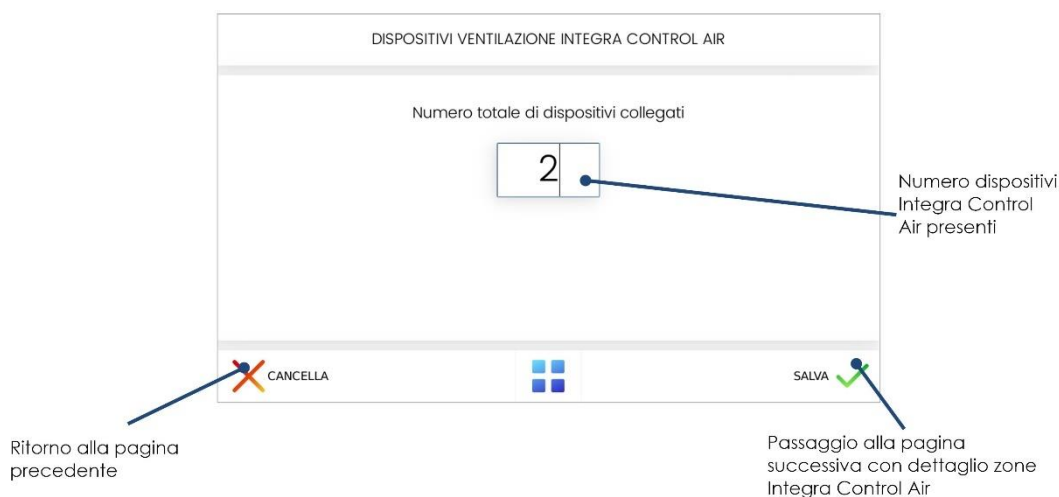 DISPOSITIVI VENTILAZIONE INTEGRA CONTROL AIR
Numero totale di dispositivi collegati
2
Numero dispositivi
Integra Control
Air presenti
CANCELLA
SALVA
Ritorno alla pagina
precedente
Passaggio alla pagina
successiva con dettaglio zone
Integra Control Air